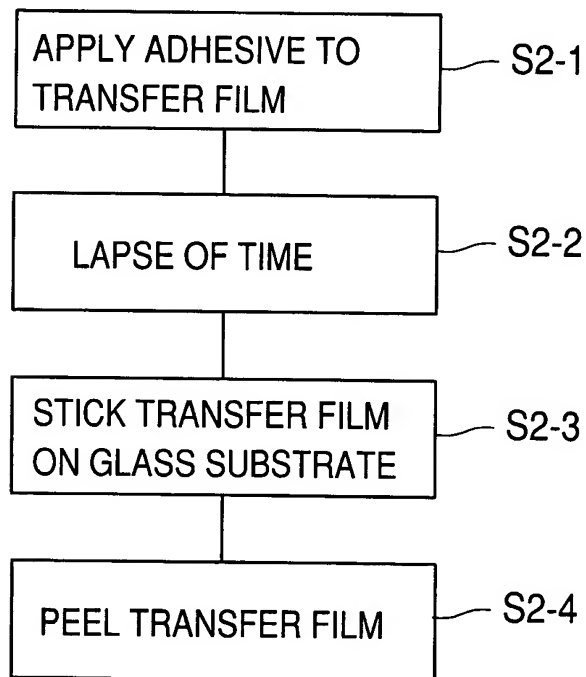 APPLY ADHESIVE TO
TRANSFER FILM
S2-1
LAPSE OF TIME
S2-2
STICK TRANSFER FILM
ON GLASS SUBSTRATE
S2-3
PEEL TRANSFER FILM
S2-4